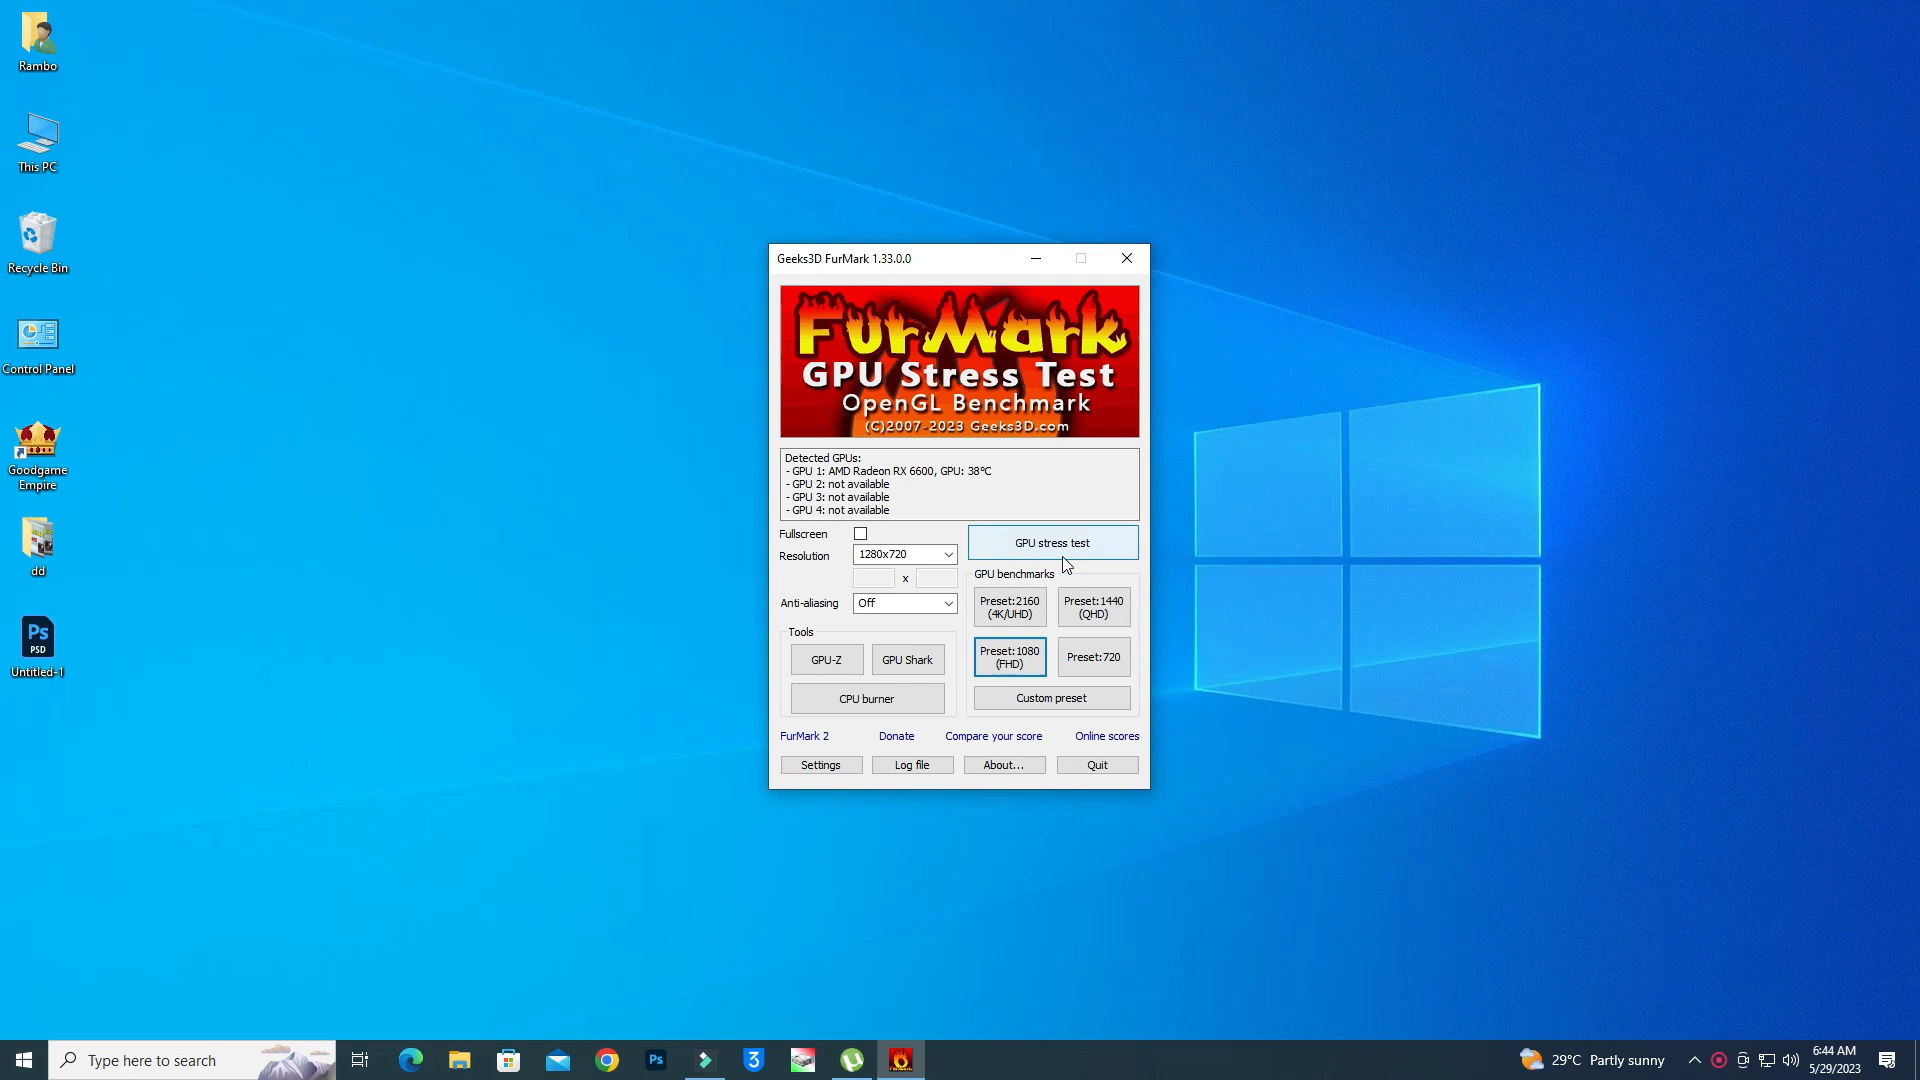 Rambo
This PC
Recycle Bin
Control Panel
Goodgame
Empire
dd
Ps
PSD
Untitled-1
Geeks3D FurMark 1.33.0.0
FurMark
GPU Stress Test
OpenGL Benchmark
(C)2007-2023 Geeks3D.com
Detected GPUs:
- GPU 1: AMD Radeon RX 6600, GPU: 38°C
- GPU 2: not available
- GPU 3: not available
- GPU 4: not available
Fullscreen
GPU stress test
Resolution
1280x720
x
GPU benchmarks
Preset:2160
(4K/UHD)
Preset:1440
(QHD)
Anti-aliasing
Off
Tools
GPU-Z
GPU Shark
Preset:1080
(FHD)
Preset:720
CPU burner
Custom preset
FurMark 2
Donate
Compare your score
Online scores
Settings
Log file
About...
Quit
Type here to search
Ps
3
29°C Partly sunny
6:44 AM
5/29/2023